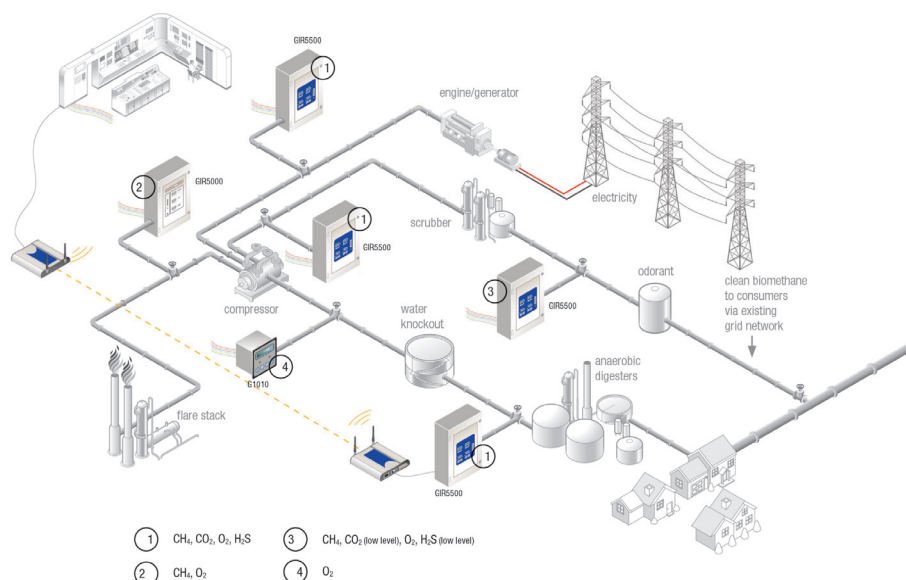 GIR5500
1
engine/generator
2
GIR5000
electricity
1
GIR5500
scrubber
3
GIR5500
odorant
clean biomethane
to consumers
via existing
grid network
compressor
water
knockout
4
G1010
anaerobic
digesters
flare stack
1
GIR5500
1 CH₄, CO₂, O₂, H₂S
3 CH₄, CO₂ (low level), O₂, H₂S (low level)
2 CH₄, O₂
4 O₂